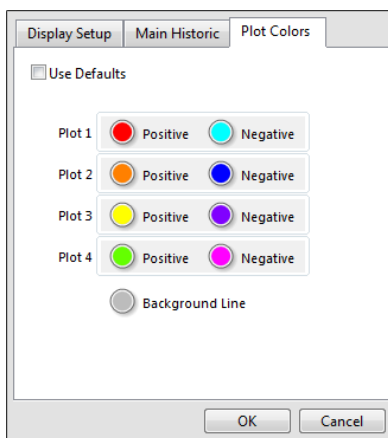 Display Setup Main Historic Plot Colors
Use Defaults
Plot 1 Positive Negative
Plot 2 Positive Negative
Plot 3 Positive Negative
Plot 4 Positive Negative
Background Line
OK Cancel